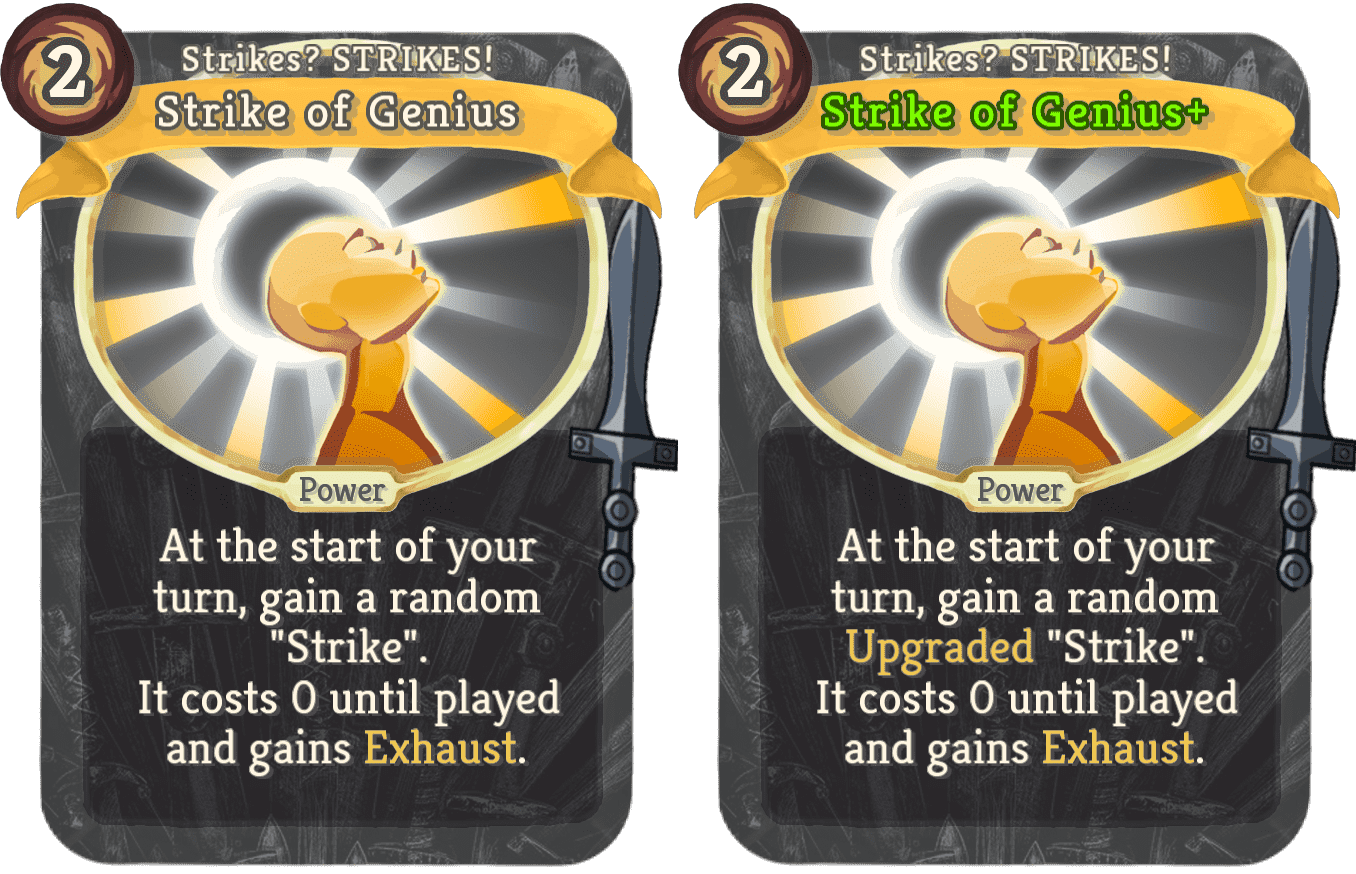 2
Strikes? STRIKES!
Strike of Genius
Power
At the start of your
turn, gain a random
"Strike".
It costs 0 until played
and gains Exhaust.
2
Strikes? STRIKES!
Strike of Genius+
Power
At the start of your
turn, gain a random
Upgraded "Strike".
It costs 0 until played
and gains Exhaust.